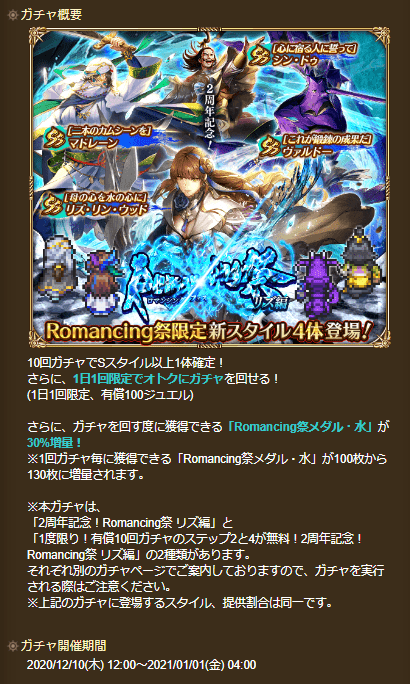 ガチャ概要
[心に宿る人に誓って]
シン・ドゥ
2周年記念！
[二本のカムシーンを]
マトレーン
[これが鍛錬の成果だ]
ヴァルドー
[母の心を水の心に]
リズ・リン・ウッド
リズ編
Romancing祭限定新スタイル4体登場！
10回ガチャでSスタイル以上1体確定！
さらに、1日1回限定でオトクにガチャを回せる！
(1日1回限定、有償100ジュエル)
さらに、ガチャを回す度に獲得できる「Romancing祭メダル・水」が
30%増量！
※1回ガチャ毎に獲得できる「Romancing祭メダル・水」が100枚から
130枚に増量されます。
※本ガチャは、
「2周年記念！Romancing祭 リズ編」と
「1度限り！有償10回ガチャのステップ2と4が無料！2周年記念！
Romancing祭 リズ編」の2種類があります。
それぞれ別のガチャページでご案内しておりますので、ガチャを実行
される際はご注意ください。
※上記のガチャに登場するスタイル、提供割合は同一です。
ガチャ開催期間
2020/12/10(木) 12:00～2021/01/01(金) 04:00